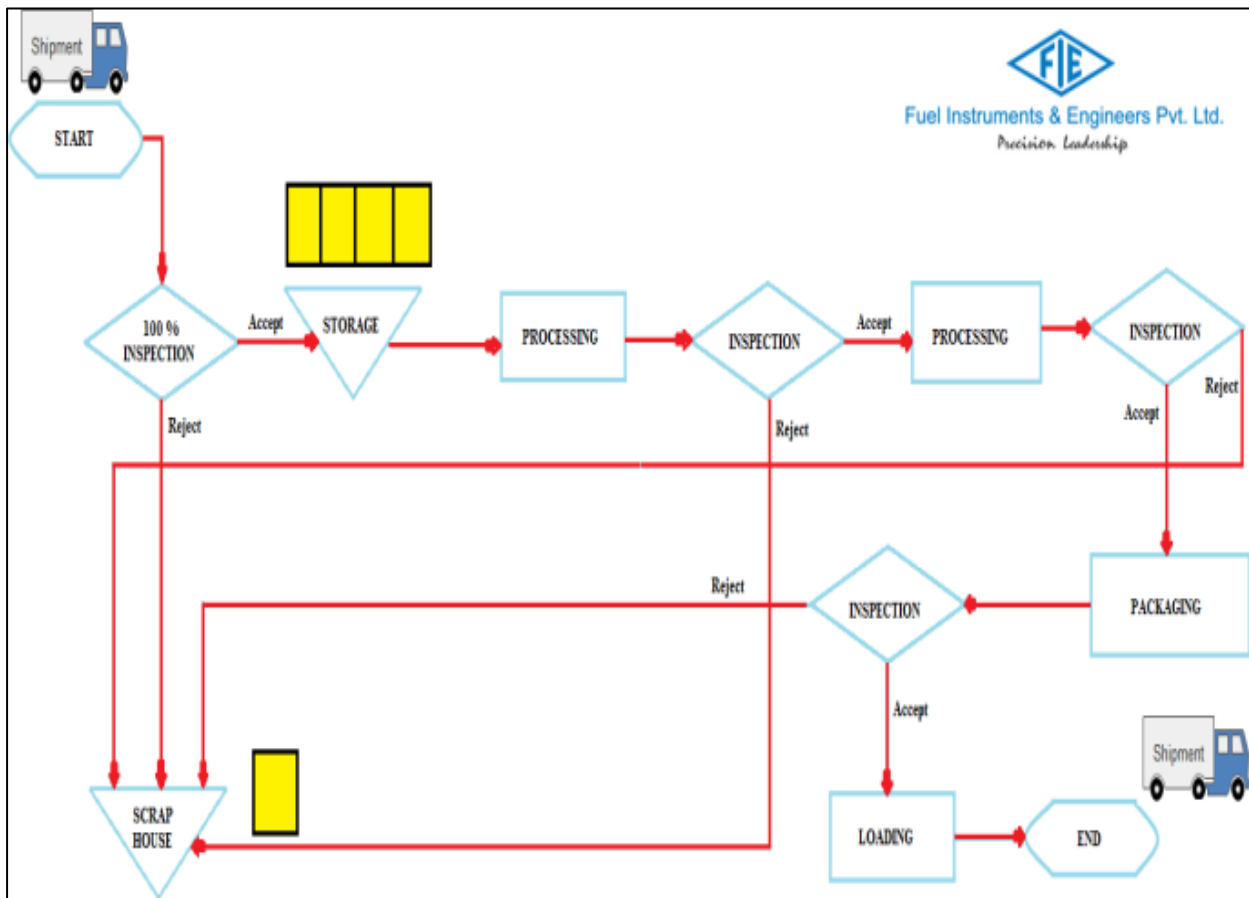 Shipment
START
FIE
Fuel Instruments & Engineers Pvt. Ltd.
Precision Leadership
100 %
INSPECTION
Accept
STORAGE
PROCESSING
INSPECTION
Accept
PROCESSING
INSPECTION
Reject
Accept
Reject
Reject
Reject
INSPECTION
PACKAGING
Accept
Shipment
SCRAP
HOUSE
LOADING
END